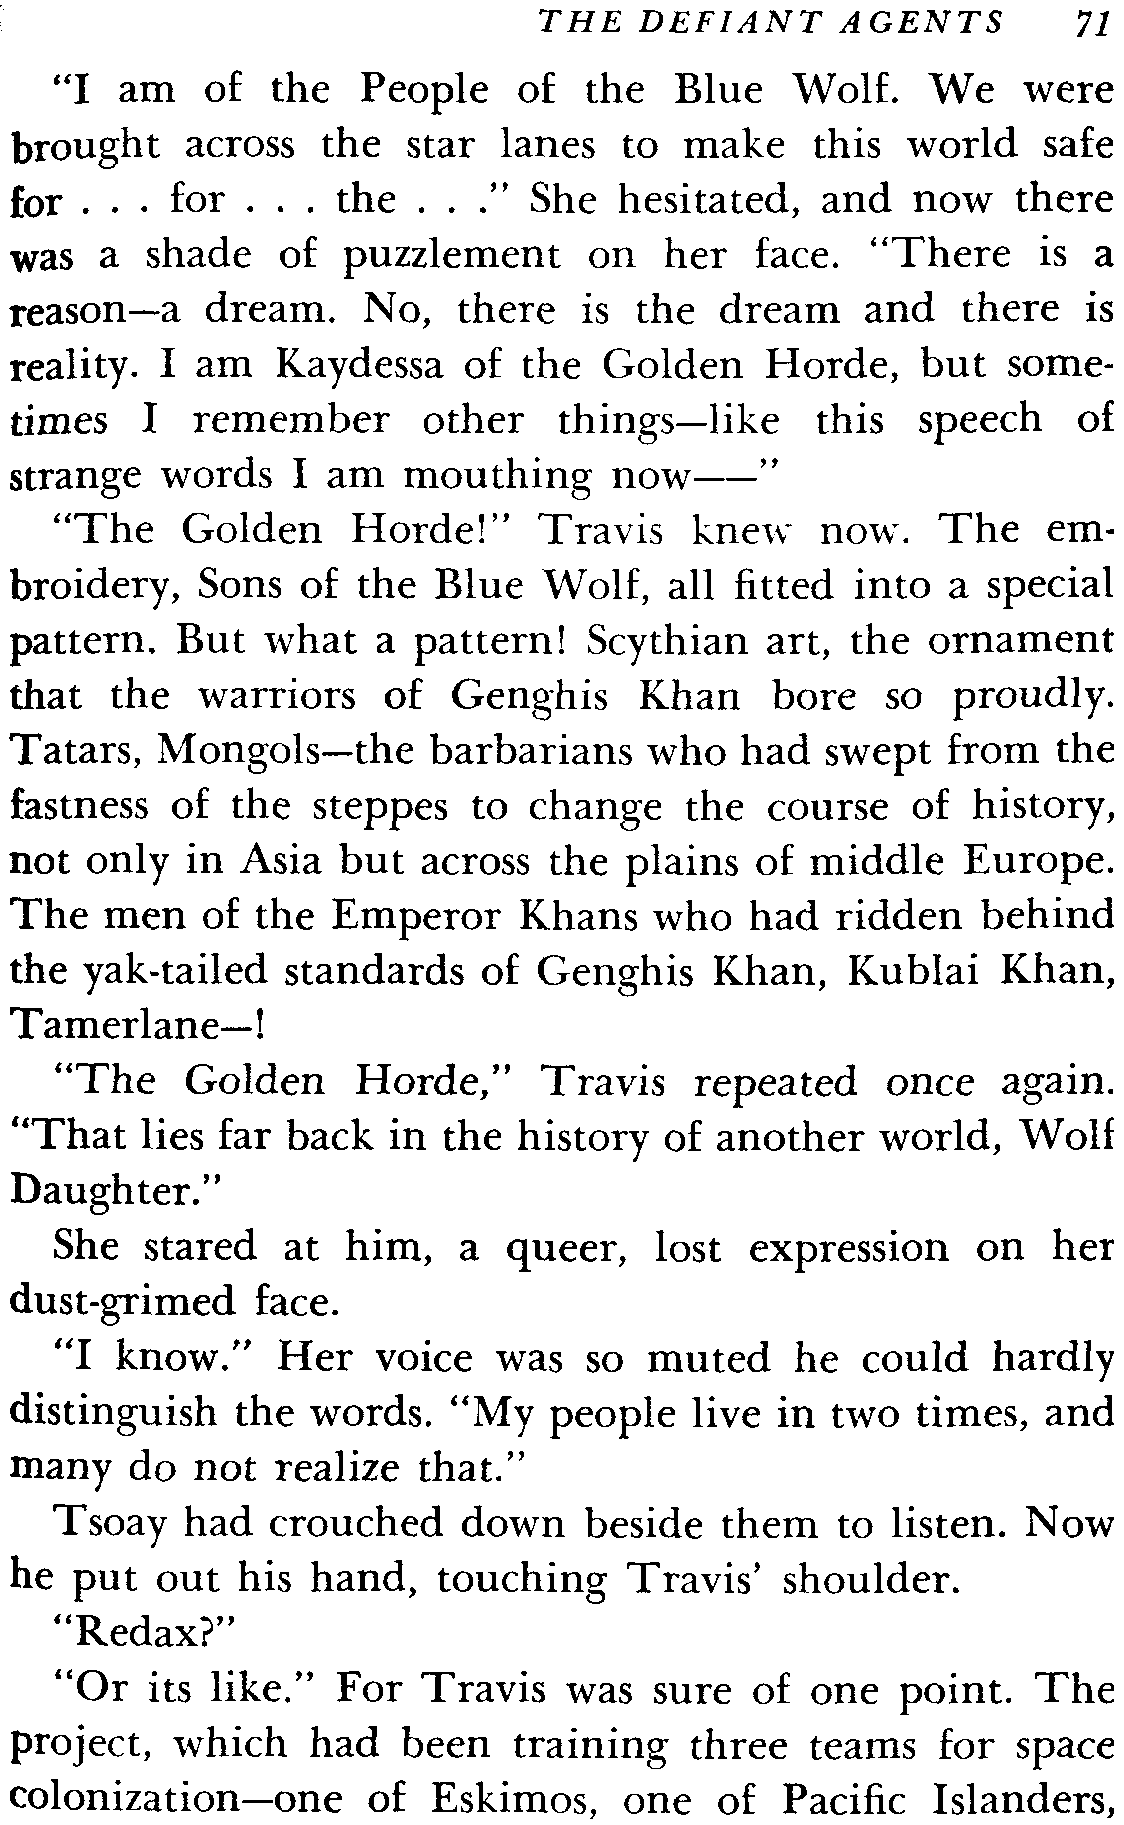 THE DEFIANT AGENTS 71
“I am of the People of the Blue Wolf. We were
brought across the star lanes to make this world safe
for . . . for . . . the . . .” She hesitated, and now there
was a shade of puzzlement on her face. “There is a
reason—a dream. No, there is the dream and there is
reality. I am Kaydessa of the Golden Horde, but some-
times I remember other things—like this speech of
strange words I am mouthing now——”
“The Golden Horde!” Travis knew now. The em-
broidery, Sons of the Blue Wolf, all fitted into a special
pattern. But what a pattern! Scythian art, the ornament
that the warriors of Genghis Khan bore so proudly.
Tatars, Mongols—the barbarians who had swept from the
fastness of the steppes to change the course of history,
not only in Asia but across the plains of middle Europe.
The men of the Emperor Khans who had ridden behind
the yak-tailed standards of Genghis Khan, Kublai Khan,
Tamerlane—!
“The Golden Horde,” Travis repeated once again.
“That lies far back in the history of another world, Wolf
Daughter.”
She stared at him, a queer, lost expression on her
dust-grimed face.
“I know.” Her voice was so muted he could hardly
distinguish the words. “My people live in two times, and
many do not realize that.”
Tsoay had crouched down beside them to listen. Now
he put out his hand, touching Travis’ shoulder.
“Redax?”
“Or its like.” For Travis was sure of one point. The
project, which had been training three teams for space
colonization—one of Eskimos, one of Pacific Islanders,